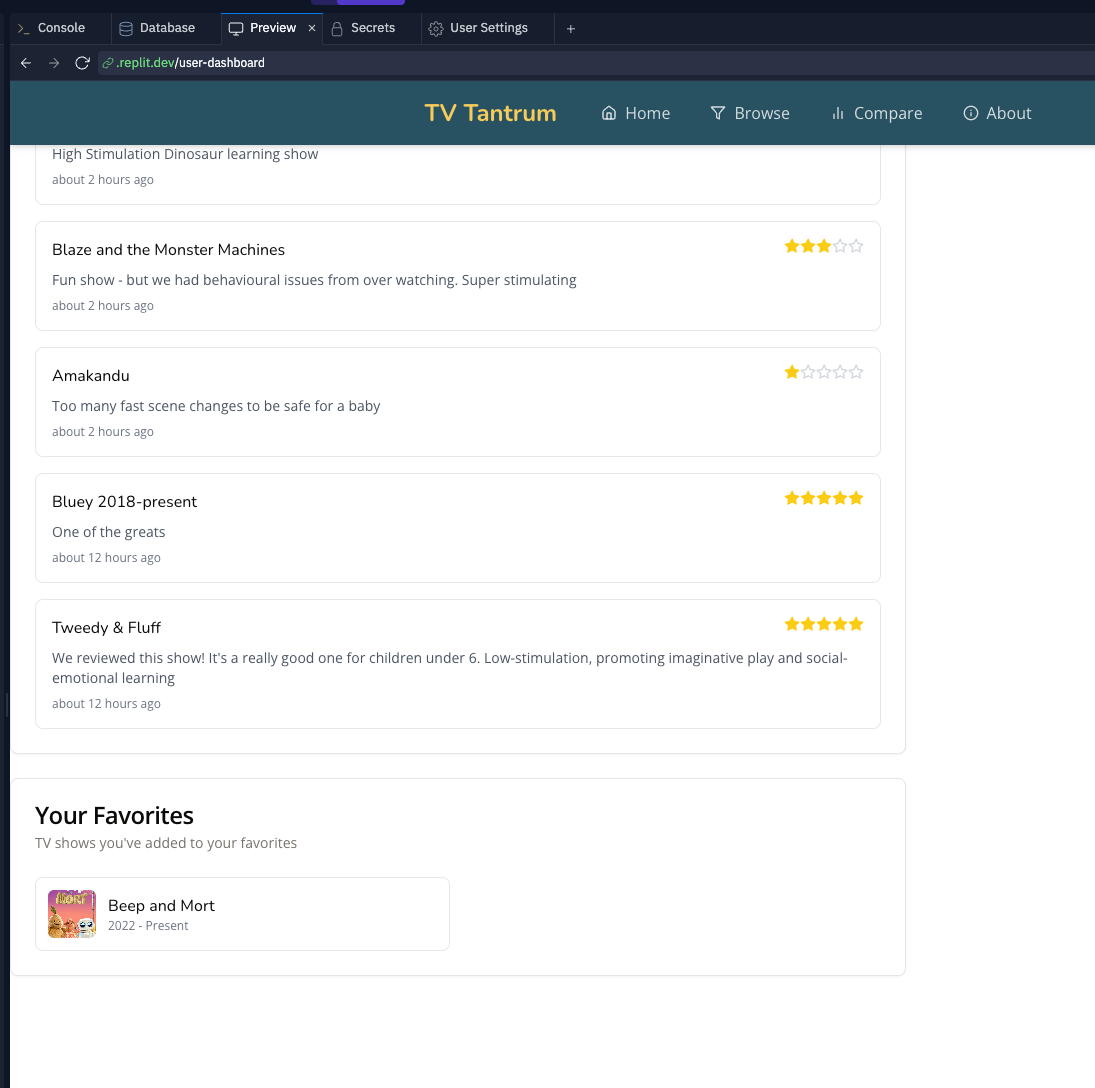 Console
Database
Preview
Secrets
User Settings
.replit.dev/user-dashboard
TV Tantrum
Home
Browse
Compare
About
High Stimulation Dinosaur learning show
about 2 hours ago
Blaze and the Monster Machines
Fun show - but we had behavioural issues from over watching. Super stimulating
about 2 hours ago
Amakandu
Too many fast scene changes to be safe for a baby
about 2 hours ago
Bluey 2018-present
One of the greats
about 12 hours ago
Tweedy & Fluff
We reviewed this show! It's a really good one for children under 6. Low-stimulation, promoting imaginative play and social-
emotional learning
about 12 hours ago
Your Favorites
TV shows you've added to your favorites
MORT
Beep and Mort
2022 - Present